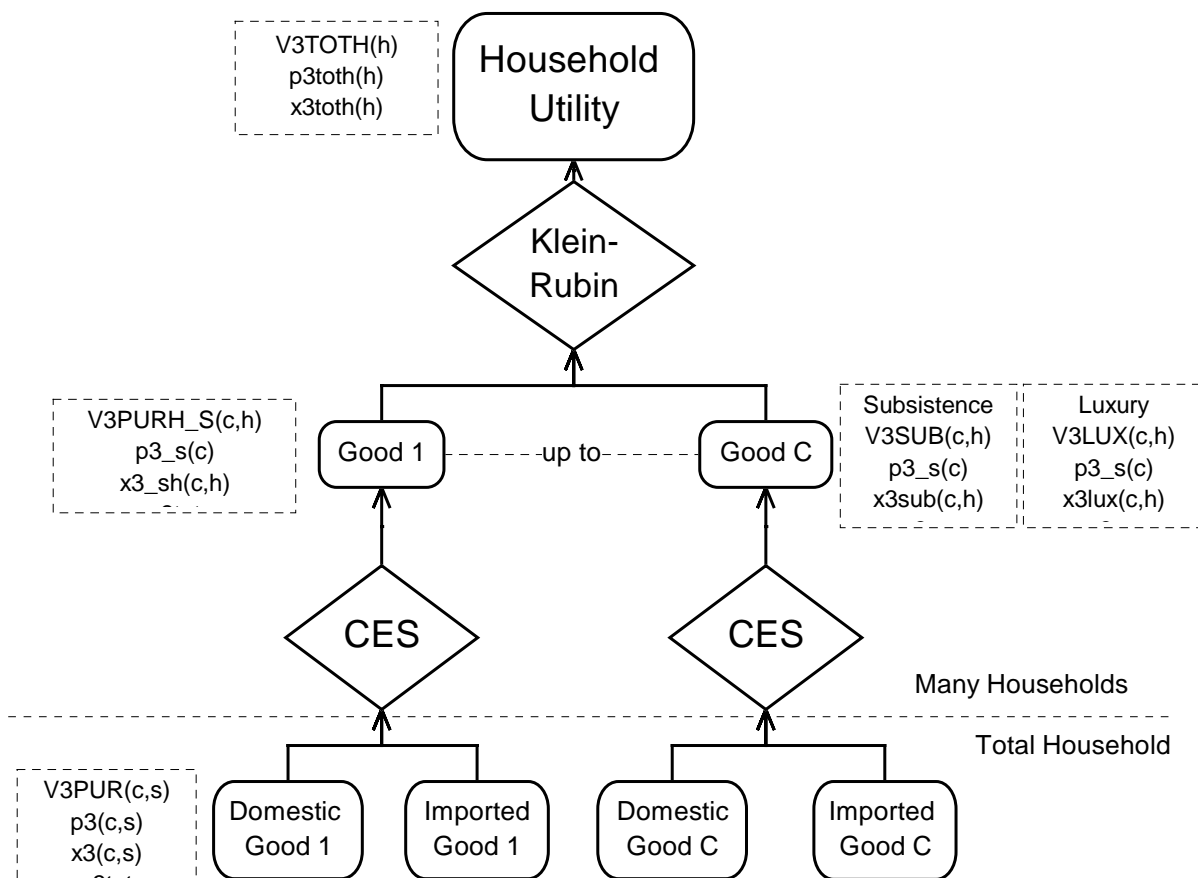 V3TOTH(h)
p3toth(h)
x3toth(h)
Household
Utility
Klein-
Rubin
V3PURH_S(c,h)
p3_s(c)
x3_sh(c,h)
Good 1
up to
Good C
Subsistence
V3SUB(c,h)
p3_s(c)
x3sub(c,h)
Luxury
V3LUX(c,h)
p3_s(c)
x3lux(c,h)
CES
CES
Many Households
Total Household
V3PUR(c,s)
p3(c,s)
x3(c,s)
Domestic
Good 1
Imported
Good 1
Domestic
Good C
Imported
Good C